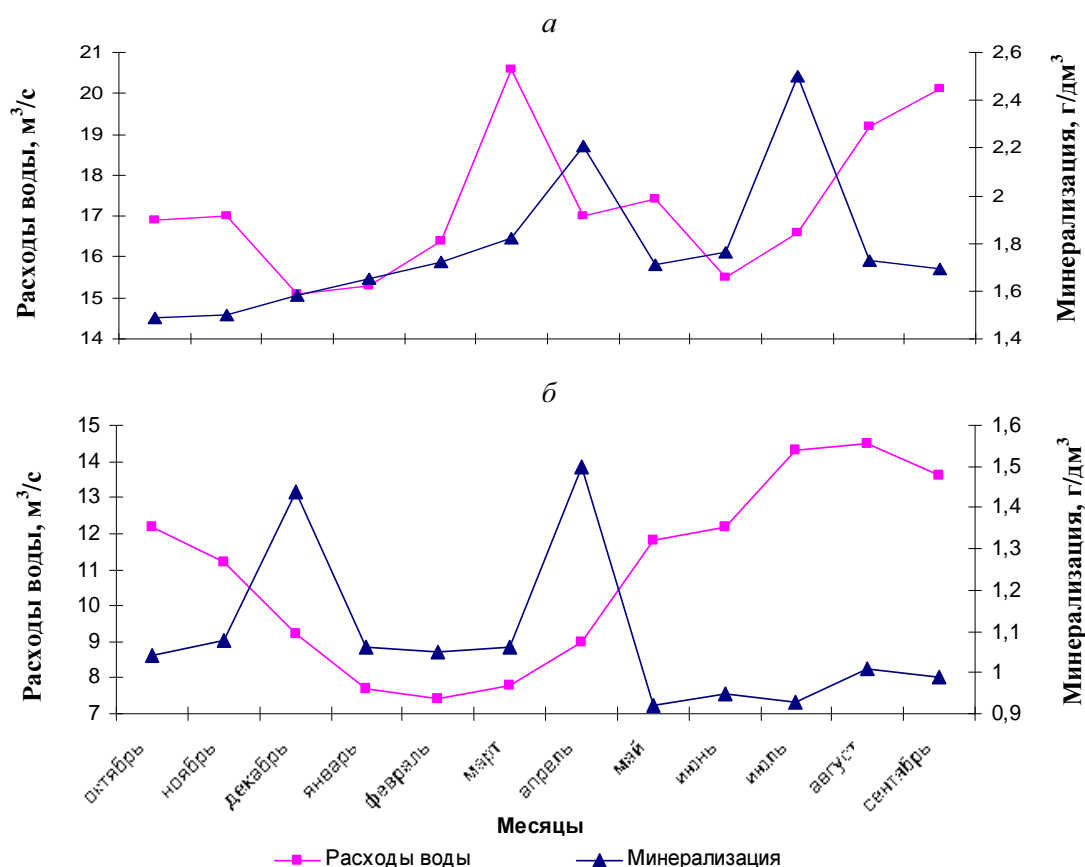 а
Расходы воды, м³/с
21
20
19
18
17
16
15
14
2,6
2,4
2,2
2
1,8
1,6
1,4
Минерализация, г/дм³
б
Расходы воды, м³/с
15
14
13
12
11
10
9
8
7
1,6
1,5
1,4
1,3
1,2
1,1
1
0,9
Минерализация, г/дм³
октябрь
ноябрь
декабрь
январь
февраль
март
апрель
май
июнь
июль
август
сентябрь
Месяцы
Расходы воды
Минерализация